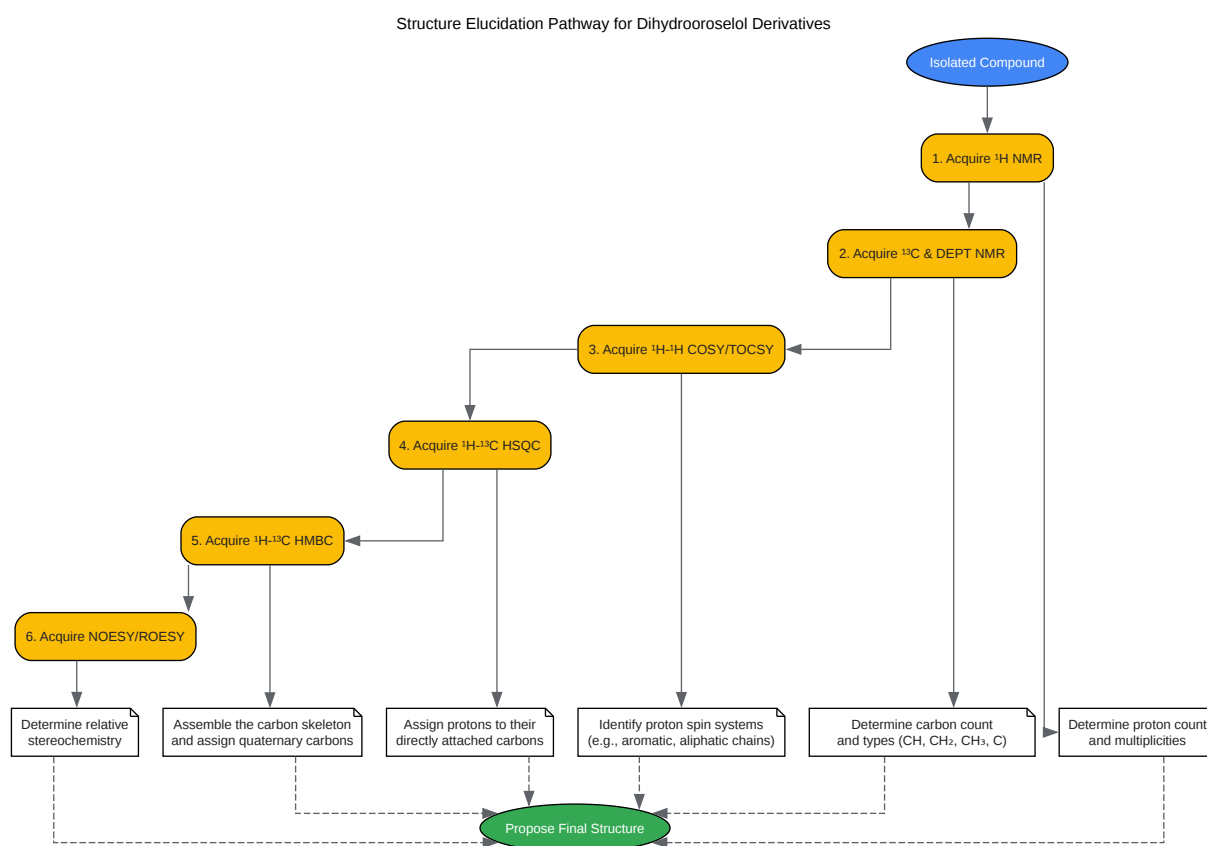 Structure Elucidation Pathway for Dihydrooroselol Derivatives
Isolated Compound
1. Acquire ¹H NMR
2. Acquire ¹³C & DEPT NMR
3. Acquire ¹H-¹H COSY/TOCSY
4. Acquire ¹H-¹³C HSQC
5. Acquire ¹H-¹³C HMBC
6. Acquire NOESY/ROESY
Determine relative
stereochemistry
Assemble the carbon skeleton
and assign quaternary carbons
Assign protons to their
directly attached carbons
Identify proton spin systems
(e.g., aromatic, aliphatic chains)
Determine carbon count
and types (CH, CH₂, CH₃, C)
Determine proton count
and multiplicities
Propose Final Structure